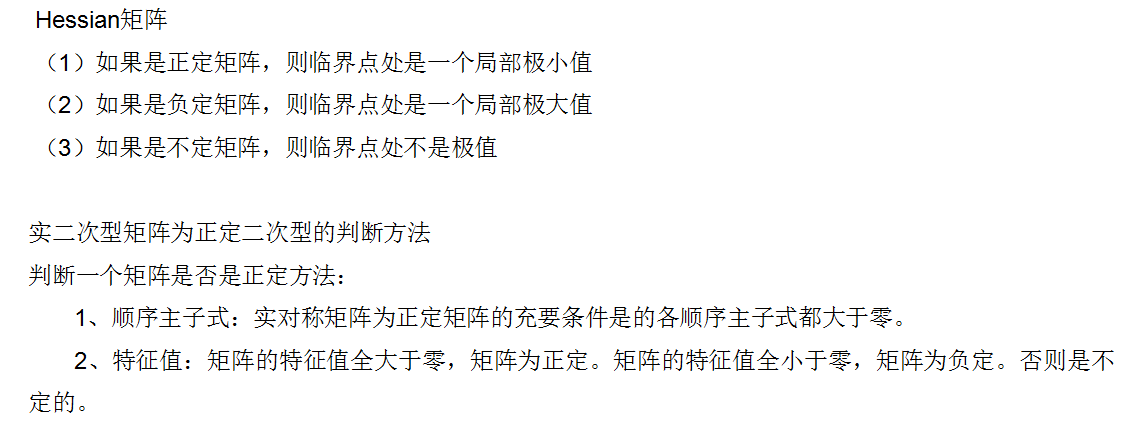 Hessian矩阵
（1）如果是正定矩阵，则临界点处是一个局部极小值
（2）如果是负定矩阵，则临界点处是一个局部极大值
（3）如果是不定矩阵，则临界点处不是极值
实二次型矩阵为正定二次型的判断方法
判断一个矩阵是否是正定方法：
1、顺序主子式：实对称矩阵为正定矩阵的充要条件是的各顺序主子式都大于零。
2、特征值：矩阵的特征值全大于零，矩阵为正定。矩阵的特征值全小于零，矩阵为负定。否则是不
定的。